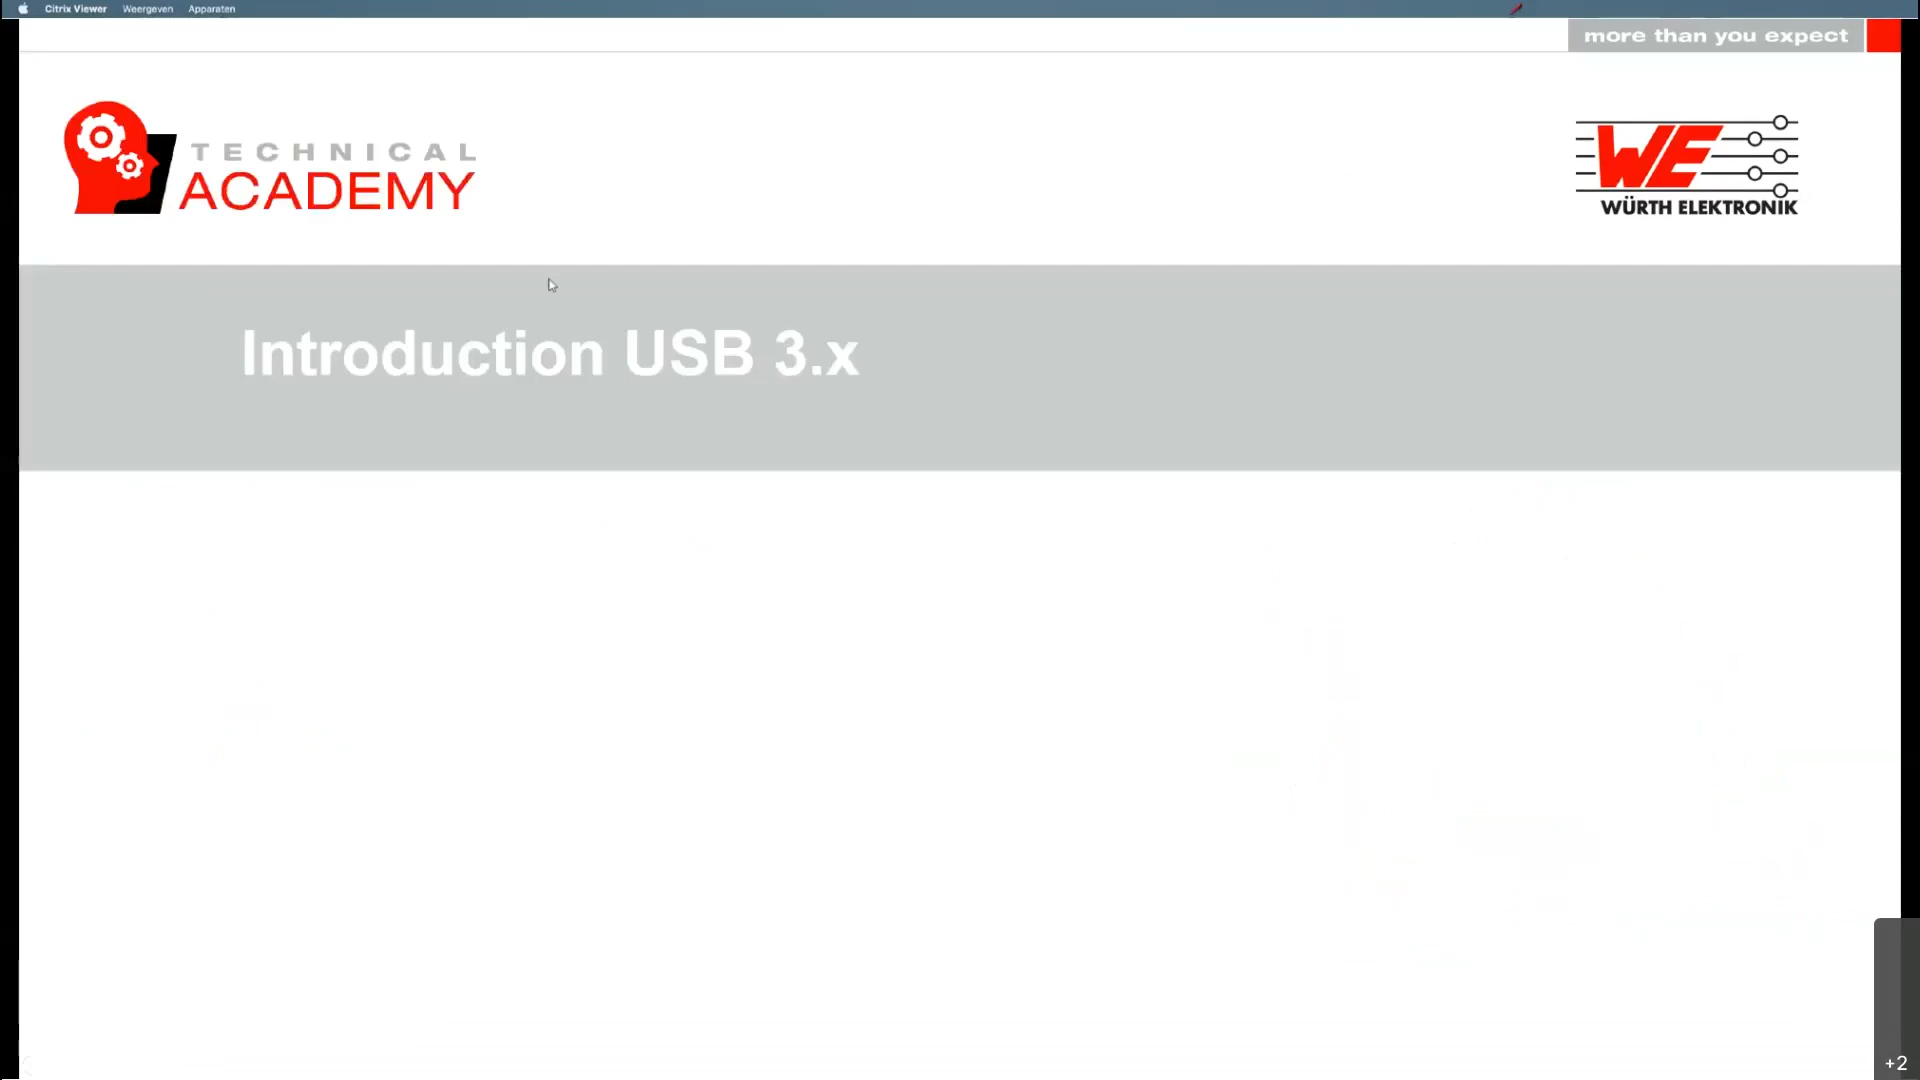 Citrix Viewer Weergeven Apparaten
more than you expect
TECHNICAL
ACADEMY
WE
WÜRTH ELEKTRONIK
Introduction USB 3.x
+2